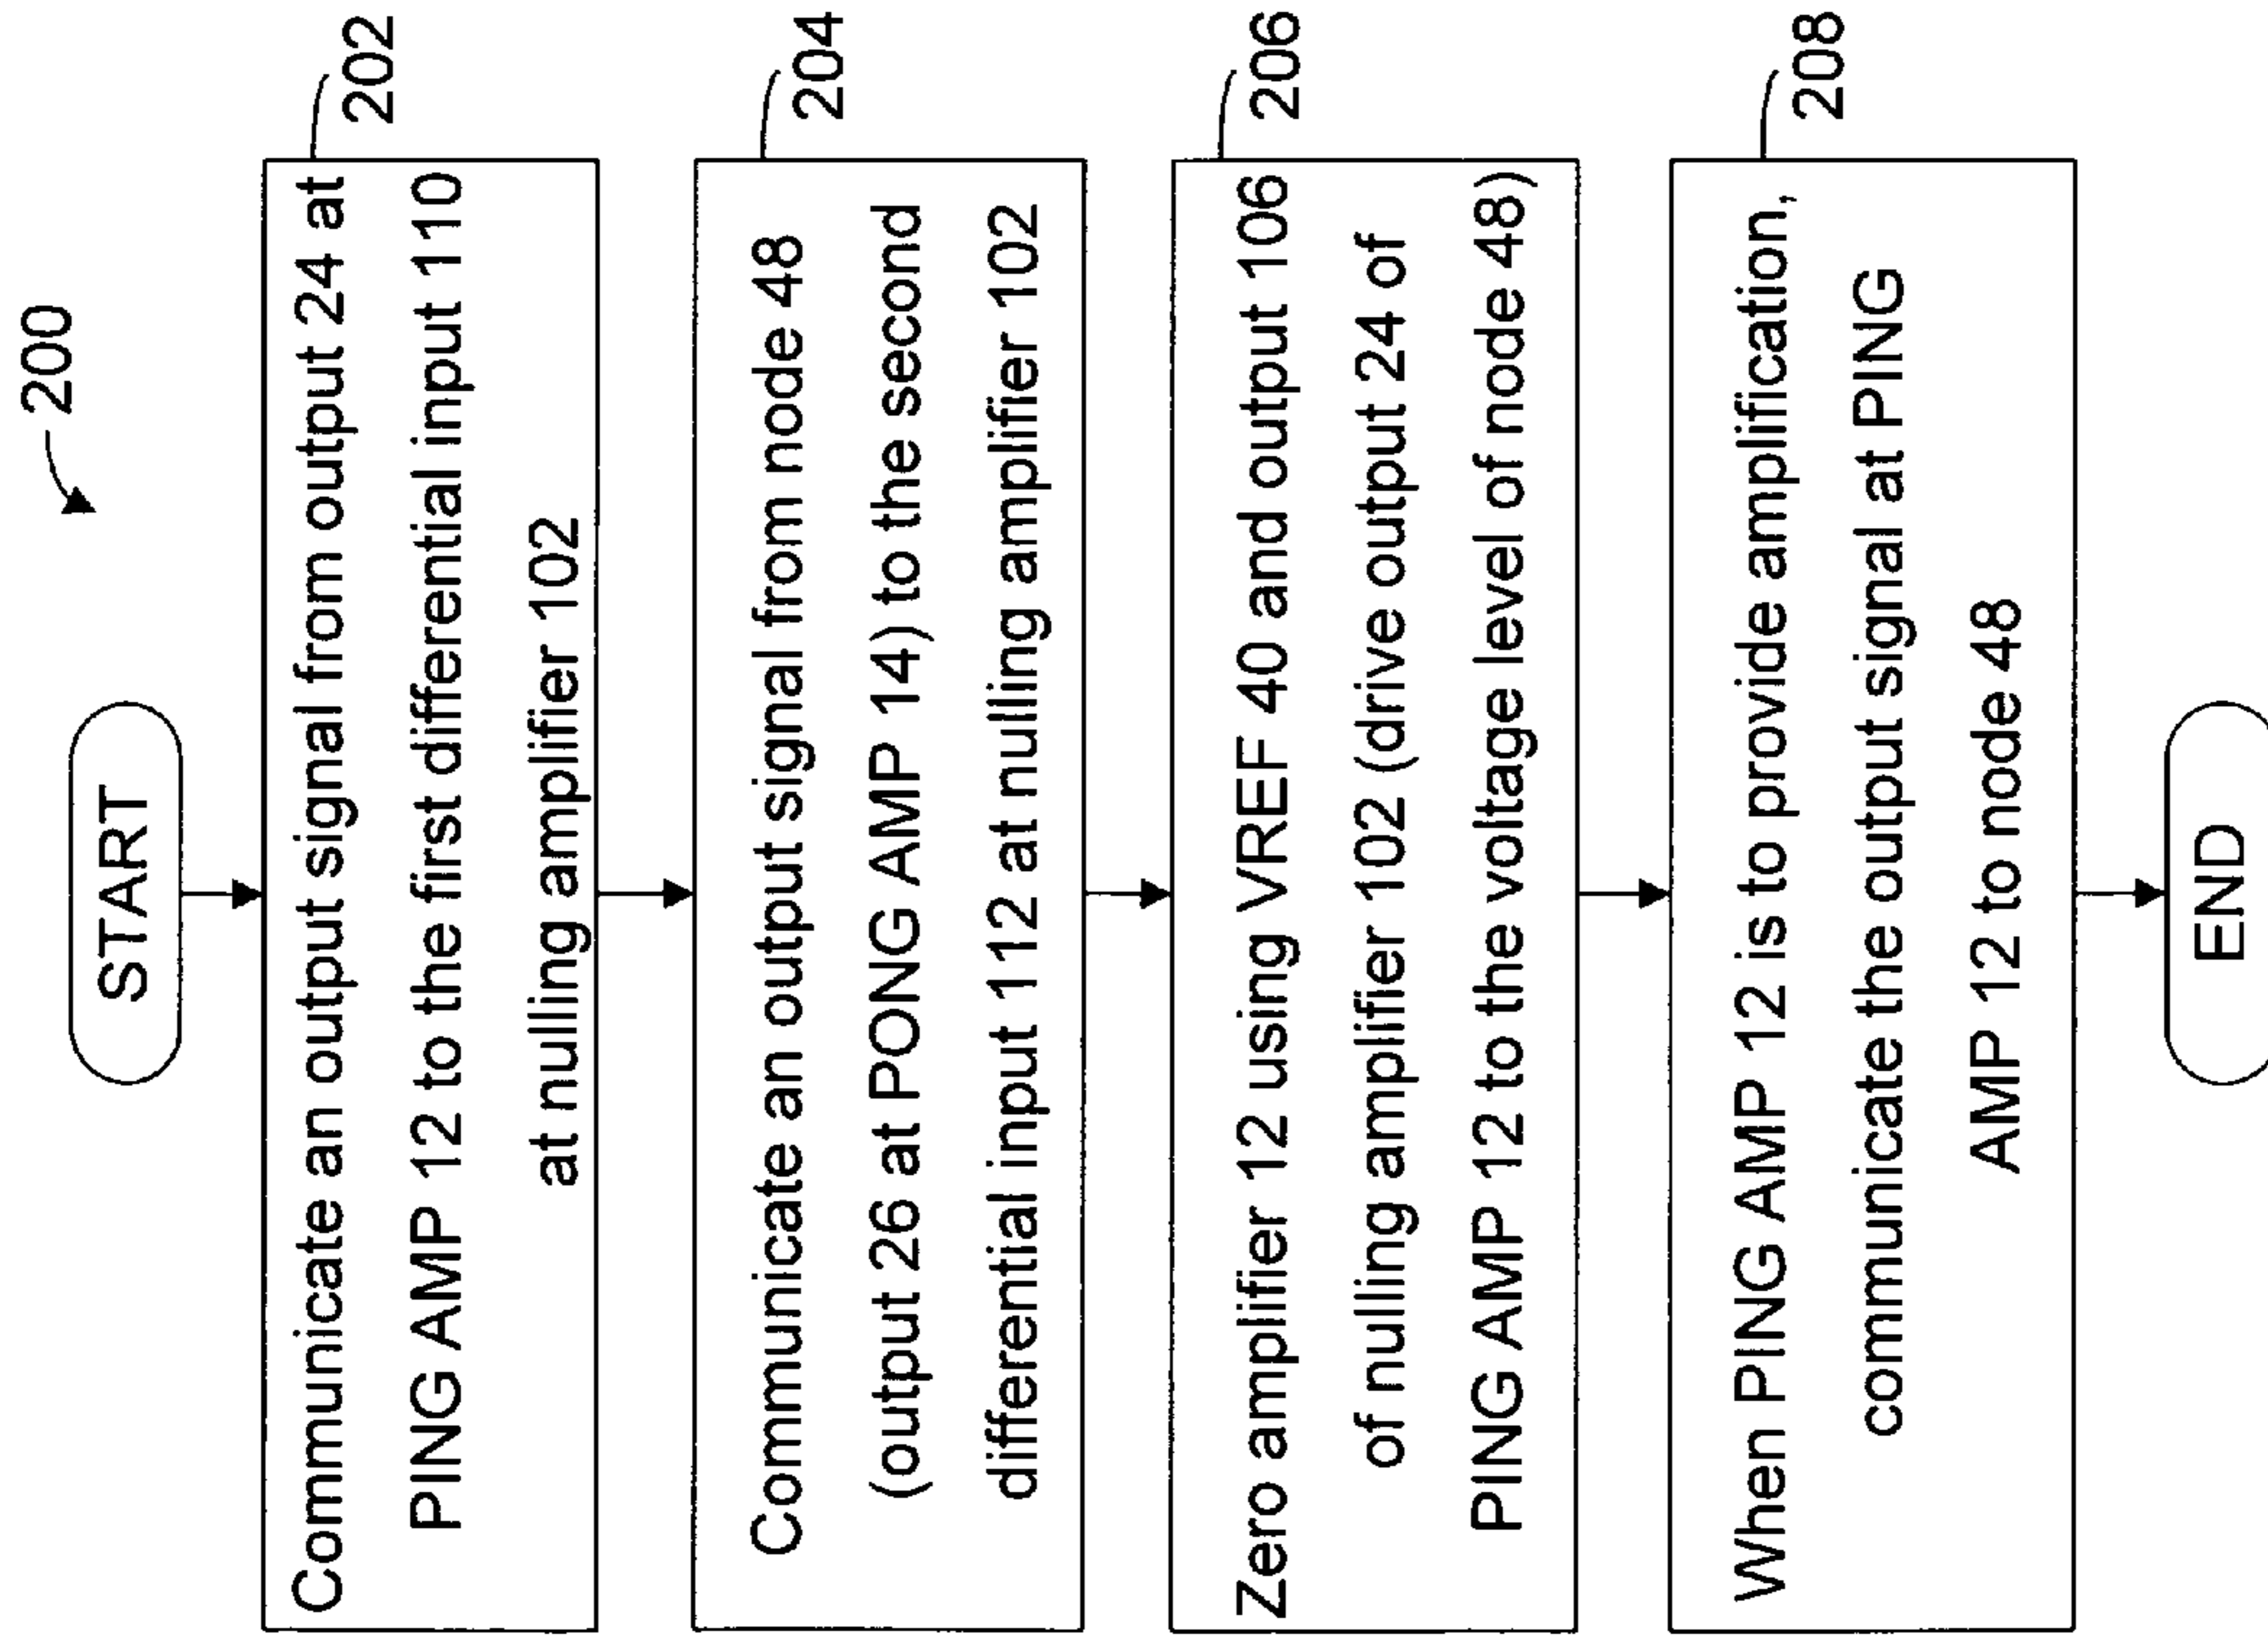 200
START
Communicate an output signal from output 24 at
PING AMP 12 to the first differential input 110
at nulling amplifier 102
202
Communicate an output signal from node 48
(output 26 at PONG AMP 14) to the second
differential input 112 at nulling amplifier 102
204
Zero amplifier 12 using VREF 40 and output 106
of nulling amplifier 102 (drive output 24 of
PING AMP 12 to the voltage level of node 48)
206
When PING AMP 12 is to provide amplification,
communicate the output signal at PING
AMP 12 to node 48
208
END